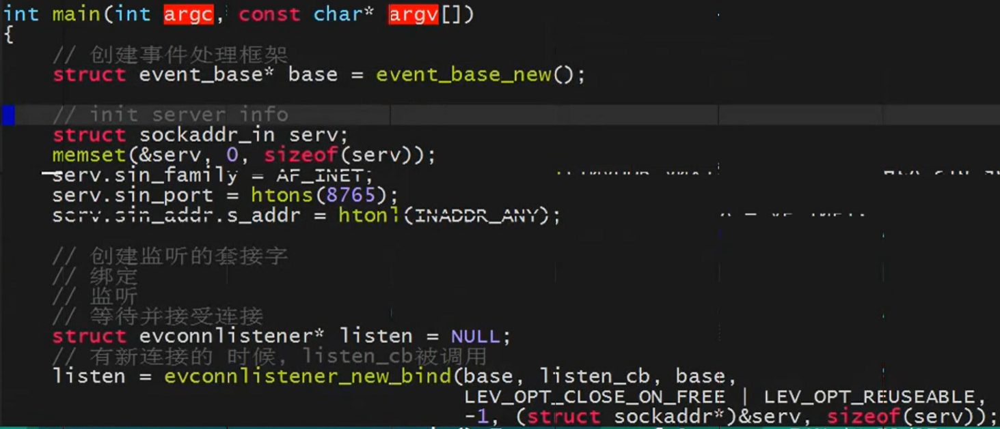 int main(int argc, const char* argv[])
{
// 创建事件处理框架
struct event_base* base = event_base_new();
// init server info
struct sockaddr_in serv;
memset(&serv, 0, sizeof(serv));
serv.sin_family = AF_INET;
serv.sin_port = htons(8765);
serv.sin_addr.s_addr = htonl(INADDR_ANY);
// 创建监听的套接字
// 绑定
// 监听
// 等待并接受连接
struct evconnlistener* listen = NULL;
// 有新连接的 时候, listen_cb被调用
listen = evconnlistener_new_bind(base, listen_cb, base,
LEV_OPT_CLOSE_ON_FREE | LEV_OPT_REUSEABLE,
-1, (struct sockaddr*)&serv, sizeof(serv));